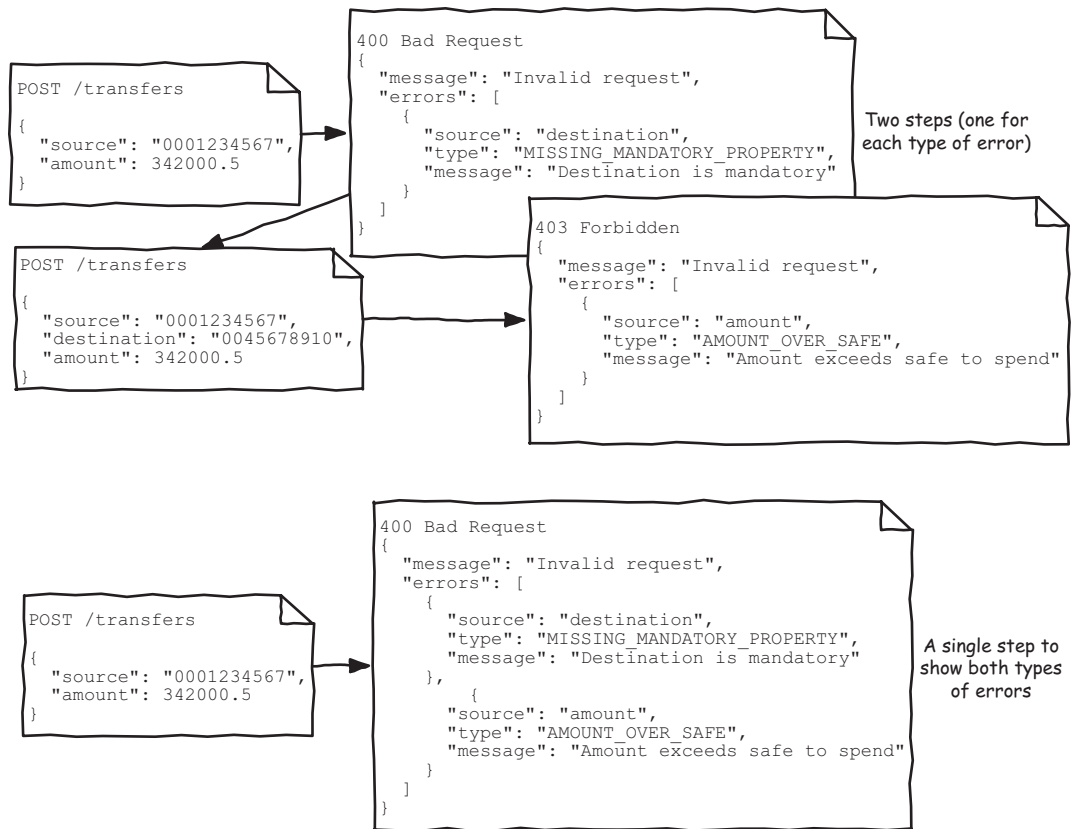 POST /transfers
{
"source": "0001234567",
"amount": 342000.5
}
400 Bad Request
{
"message": "Invalid request",
"errors": [
{
"source": "destination",
"type": "MISSING_MANDATORY_PROPERTY",
"message": "Destination is mandatory"
}
]
}
Two steps (one for
each type of error)
POST /transfers
{
"source": "0001234567",
"destination": "0045678910",
"amount": 342000.5
}
403 Forbidden
{
"message": "Invalid request",
"errors": [
{
"source": "amount",
"type": "AMOUNT_OVER_SAFE",
"message": "Amount exceeds safe to spend"
}
]
}
POST /transfers
{
"source": "0001234567",
"amount": 342000.5
}
400 Bad Request
{
"message": "Invalid request",
"errors": [
{
"source": "destination",
"type": "MISSING_MANDATORY_PROPERTY",
"message": "Destination is mandatory"
},
{
"source": "amount",
"type": "AMOUNT_OVER_SAFE",
"message": "Amount exceeds safe to spend"
}
]
}
A single step to
show both types
of errors